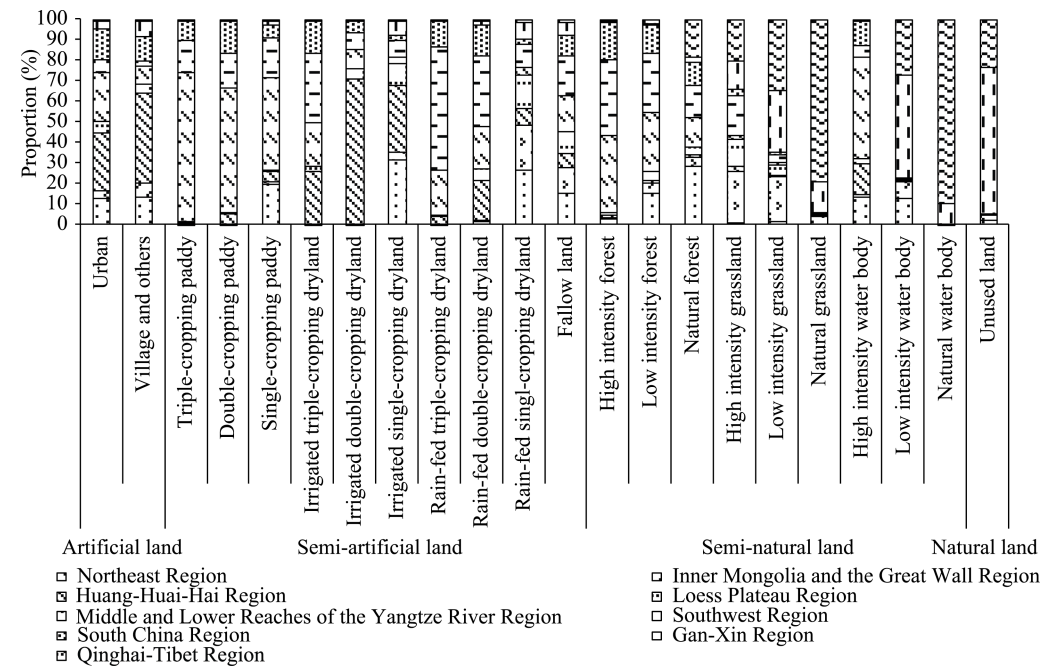 Proportion (%)
100
90
80
70
60
50
40
30
20
10
0
Urban
Village and others
Triple-cropping paddy
Double-cropping paddy
Single-cropping paddy
Irrigated triple-cropping dryland
Irrigated double-cropping dryland
Irrigated single-cropping dryland
Rain-fed triple-cropping dryland
Rain-fed double-cropping dryland
Rain-fed singl-cropping dryland
Fallow land
High intensity forest
Low intensity forest
Natural forest
High intensity grassland
Low intensity grassland
Natural grassland
High intensity water body
Low intensity water body
Natural water body
Unused land
Artificial land
Semi-artificial land
Semi-natural land
Natural land
Northeast Region
Huang-Huai-Hai Region
Middle and Lower Reaches of the Yangtze River Region
South China Region
Qinghai-Tibet Region
Inner Mongolia and the Great Wall Region
Loess Plateau Region
Southwest Region
Gan-Xin Region